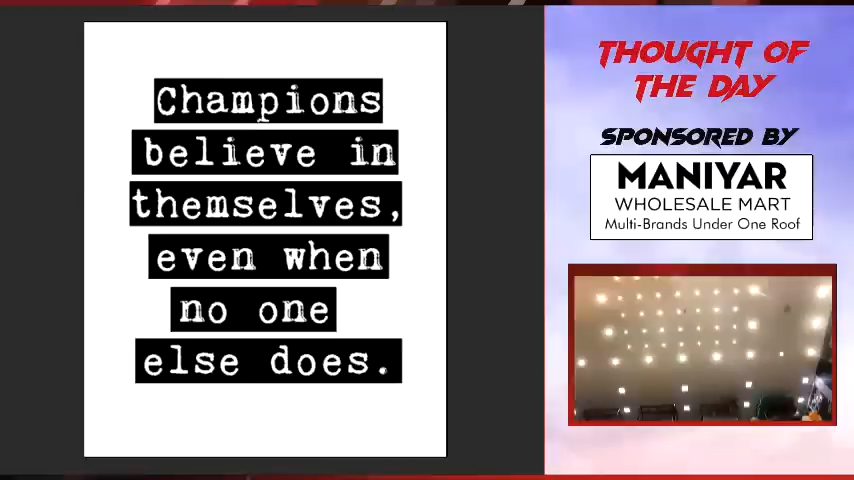 Champions
believe in
themselves,
even when
no one
else does.
THOUGHT OF
THE DAY
SPONSORED BY
MANIYAR
WHOLESALE MART
Multi-Brands Under One Roof